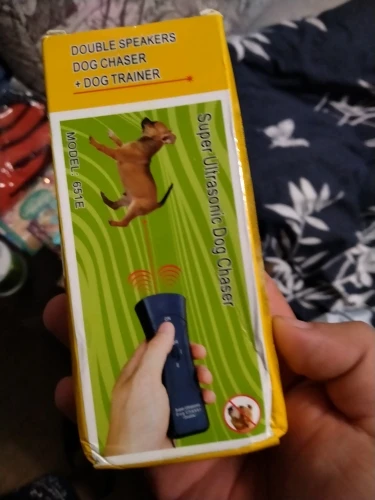 DOUBLE SPEAKERS
DOG CHASER
+ DOG TRAINER
Super Ultrasonic Dog Chaser
MODEL: 651E